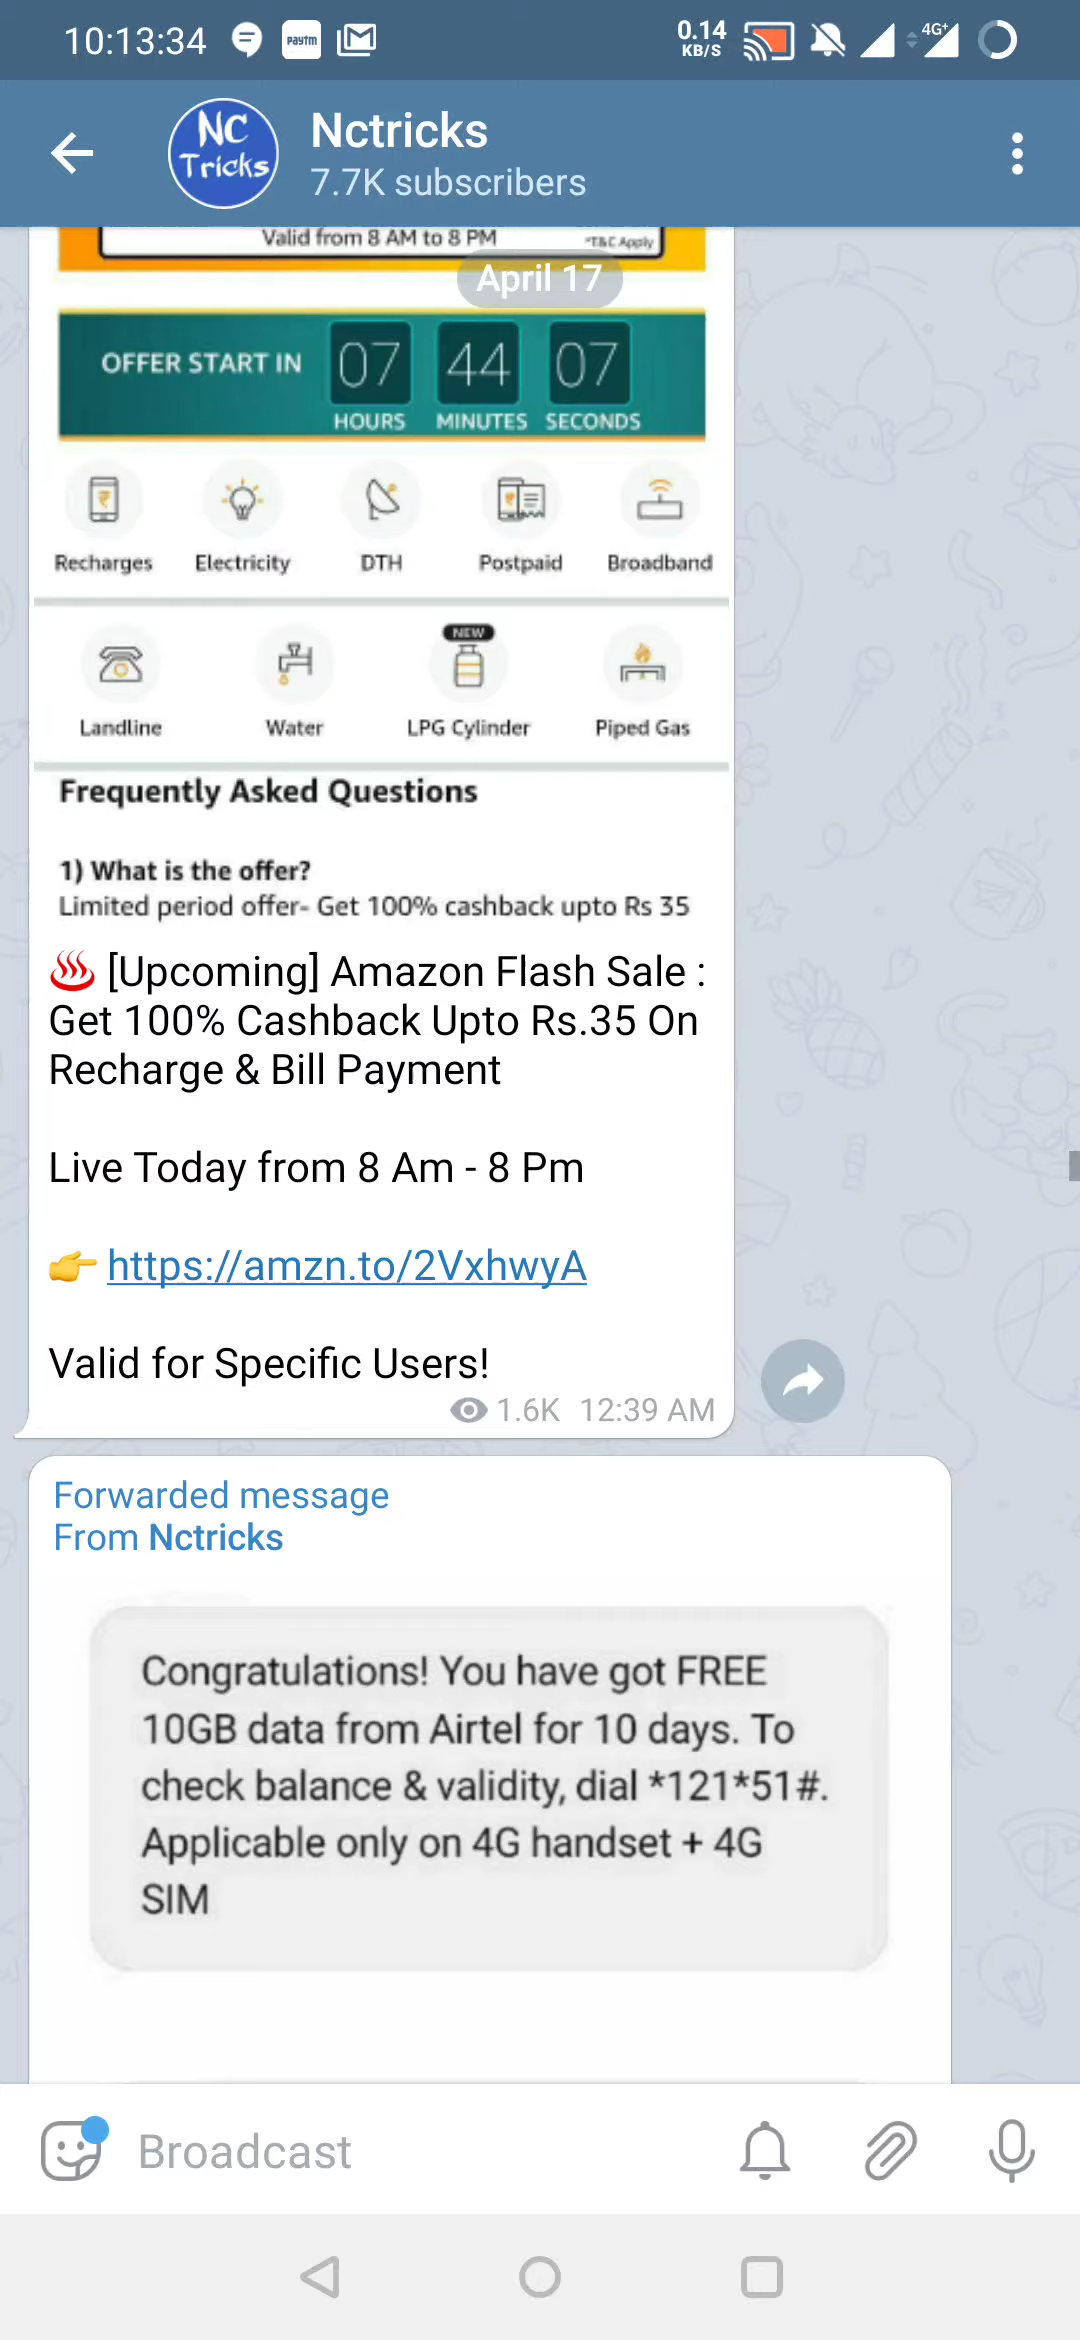 10:13:34
Paytm
0.14
KB/S
4G+
NC
Tricks
Nctricks
7.7K subscribers
Valid from 8 AM to 8 PM
*T&C Apply
April 17
OFFER START IN
07 44 07
HOURS MINUTES SECONDS
Recharges Electricity DTH Postpaid Broadband
NEW
Landline Water LPG Cylinder Piped Gas
Frequently Asked Questions
1) What is the offer?
Limited period offer- Get 100% cashback upto Rs 35
[Upcoming] Amazon Flash Sale :
Get 100% Cashback Upto Rs.35 On
Recharge & Bill Payment
Live Today from 8 Am - 8 Pm
https://amzn.to/2VxhwyA
Valid for Specific Users!
1.6K 12:39 AM
Forwarded message
From Nctricks
Congratulations! You have got FREE
10GB data from Airtel for 10 days. To
check balance & validity, dial *121*51#.
Applicable only on 4G handset + 4G
SIM
Broadcast